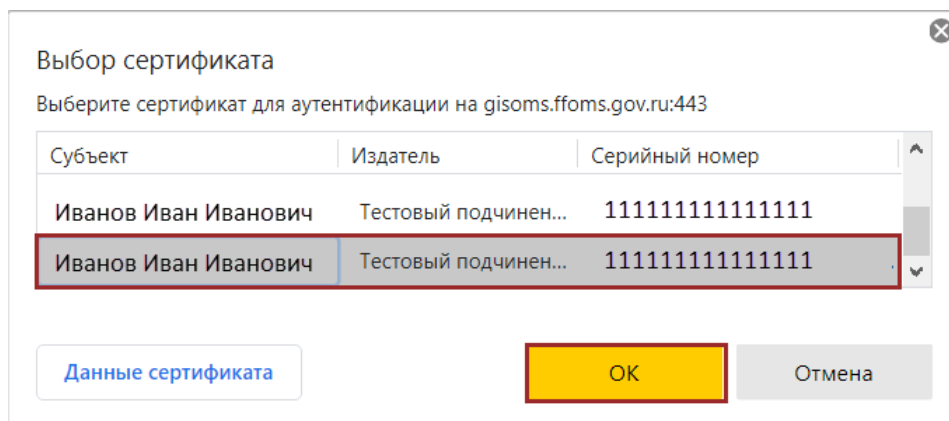 Выбор сертификата
Выберите сертификат для аутентификации на gisoms.ffoms.gov.ru:443
Субъект Издатель Серийный номер
Иванов Иван Иванович Тестовый подчинен... 111111111111111
Иванов Иван Иванович Тестовый подчинен... 111111111111111
Данные сертификата OK Отмена